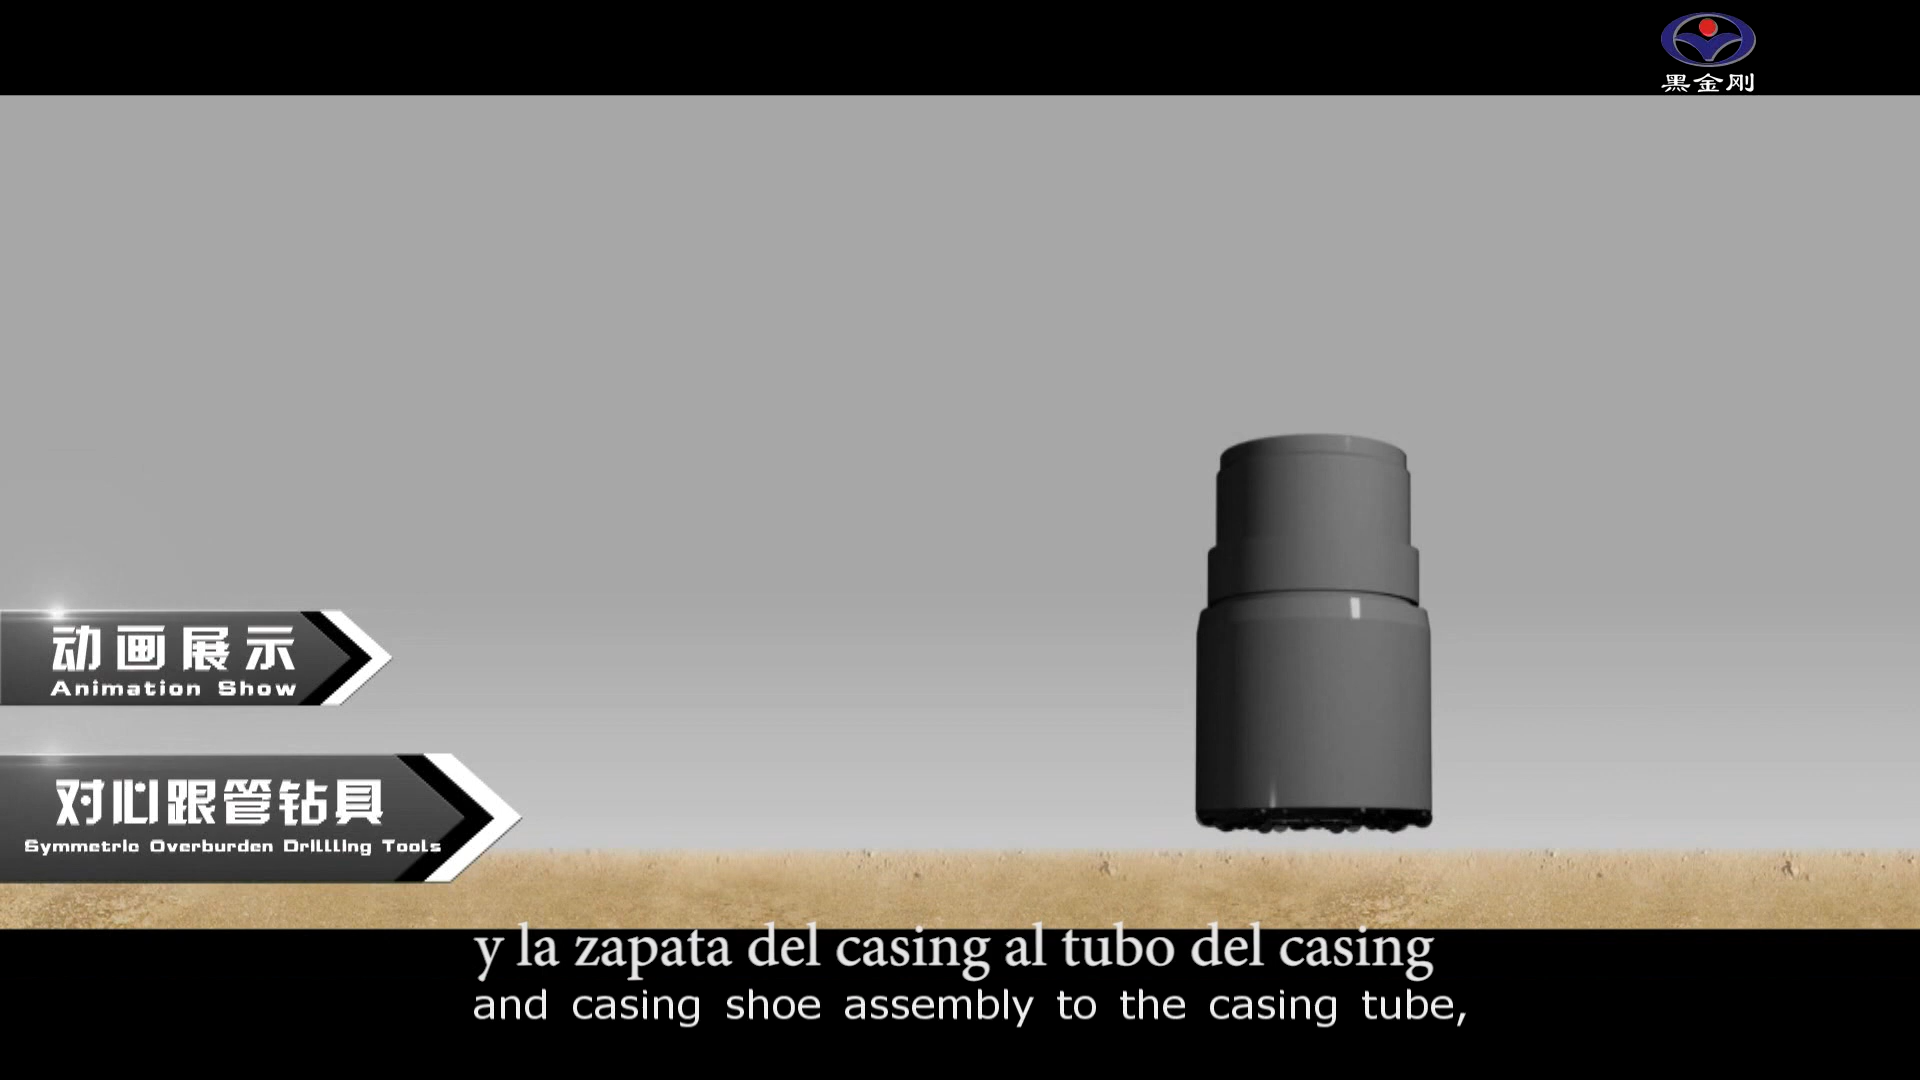 黑金刚
动画展示
Animation Show
对心跟管钻具
Symmetric Overburden Drillling Tools
y la zapata del casing al tubo del casing
and casing shoe assembly to the casing tube,